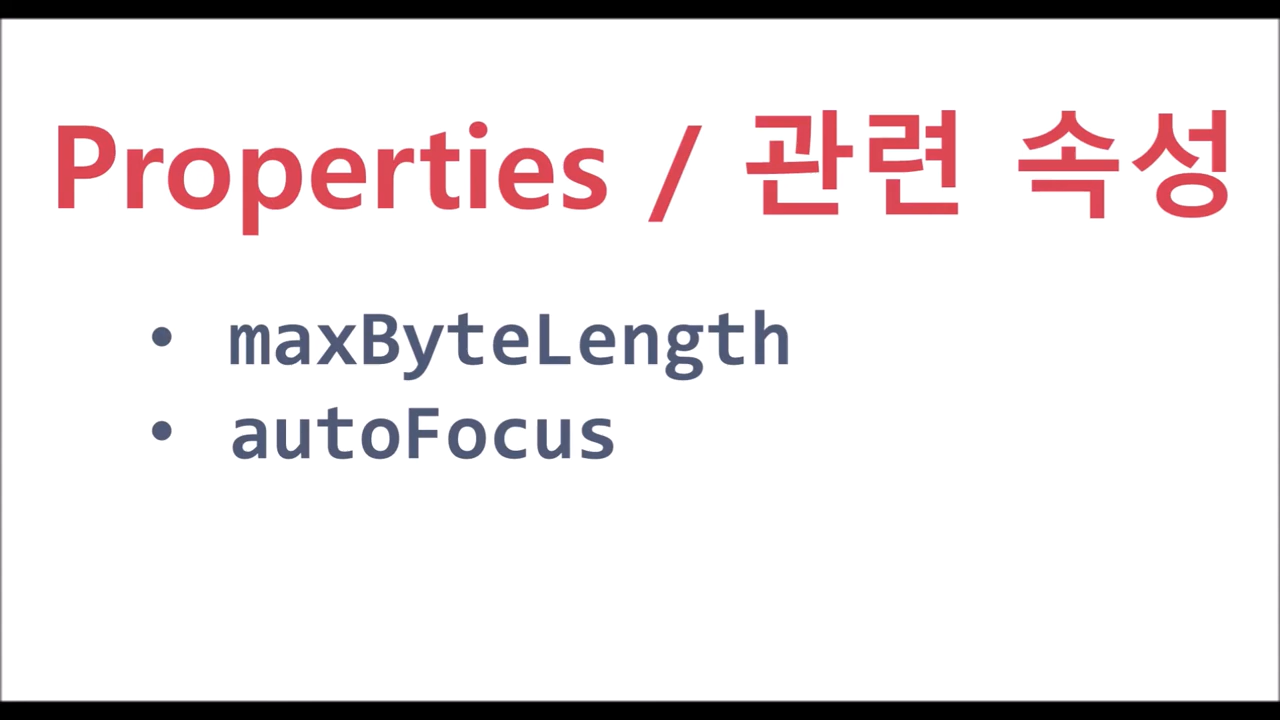 Properties / 관련 속성
• maxByteLength
• autoFocus